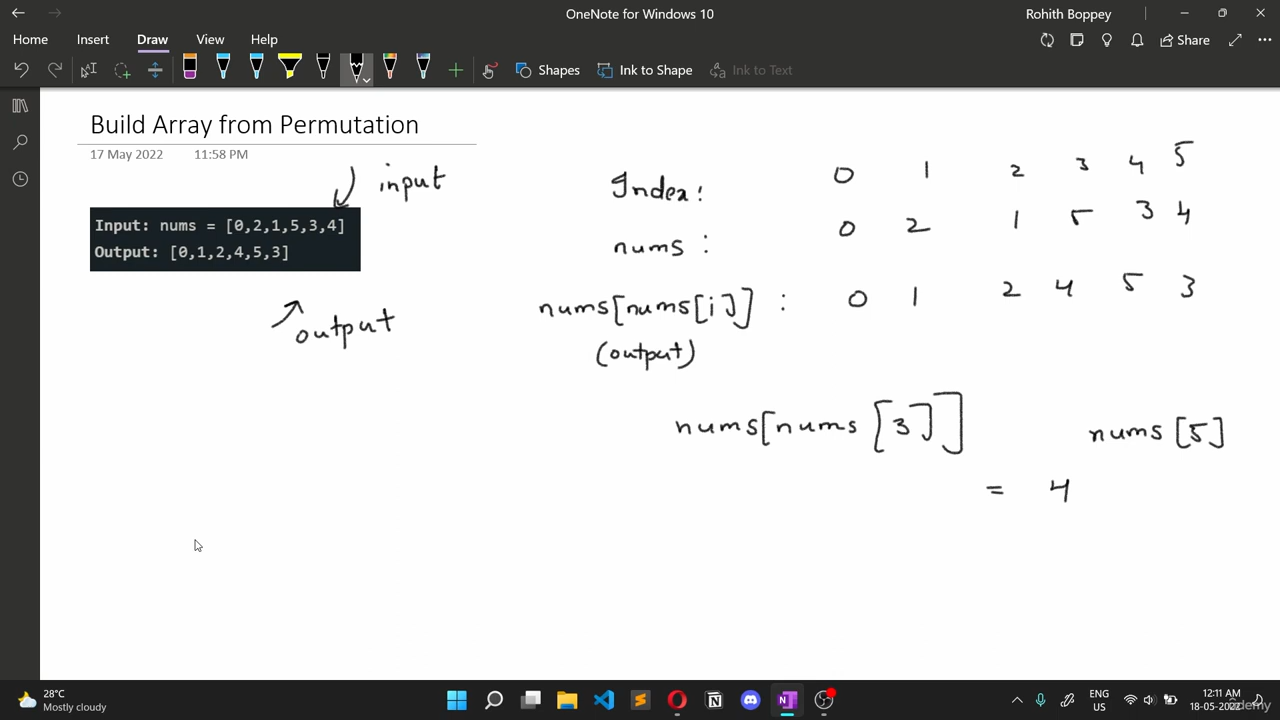 OneNote for Windows 10
Rohith Boppey
Home Insert Draw View Help
Share
Shapes Ink to Shape Ink to Text
Build Array from Permutation
17 May 2022 11:58 PM
input
Input: nums = [0,2,1,5,3,4]
Output: [0,1,2,4,5,3]
output
Index: 0 1 2 3 4 5
nums : 0 2 1 5 3 4
nums[nums[i]] : 0 1 2 4 5 3
(output)
nums[nums[3]] nums[5]
= 4
28°C
Mostly cloudy
ENG
US
12:11 AM
18-05-2022
udemy